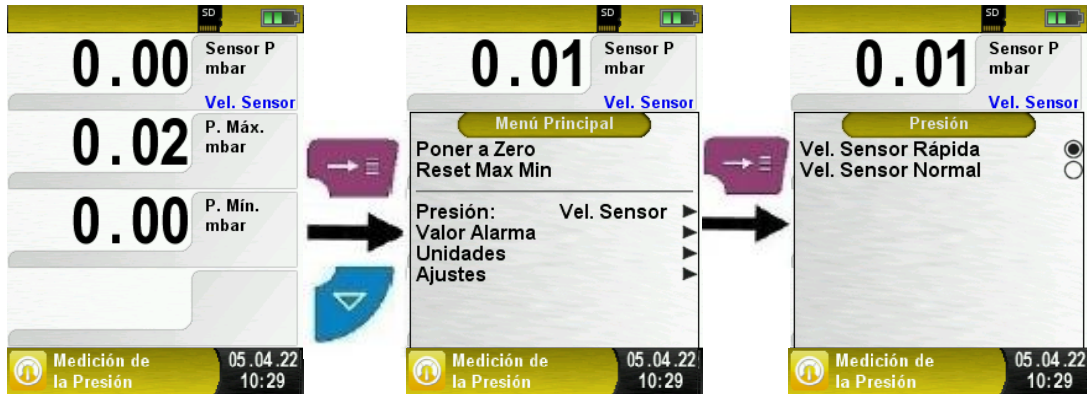 SD
0.00
Sensor P
mbar
Vel. Sensor
0.02
P. Máx.
mbar
0.00
P. Mín.
mbar
Medición de
la Presión
05.04.22
10:29
SD
0.01
Sensor P
mbar
Vel. Sensor
Menú Principal
Poner a Zero
Reset Max Min
Presión: Vel. Sensor
Valor Alarma
Unidades
Ajustes
Medición de
la Presión
05.04.22
10:29
SD
0.01
Sensor P
mbar
Vel. Sensor
Presión
Vel. Sensor Rápida
Vel. Sensor Normal
Medición de
la Presión
05.04.22
10:29